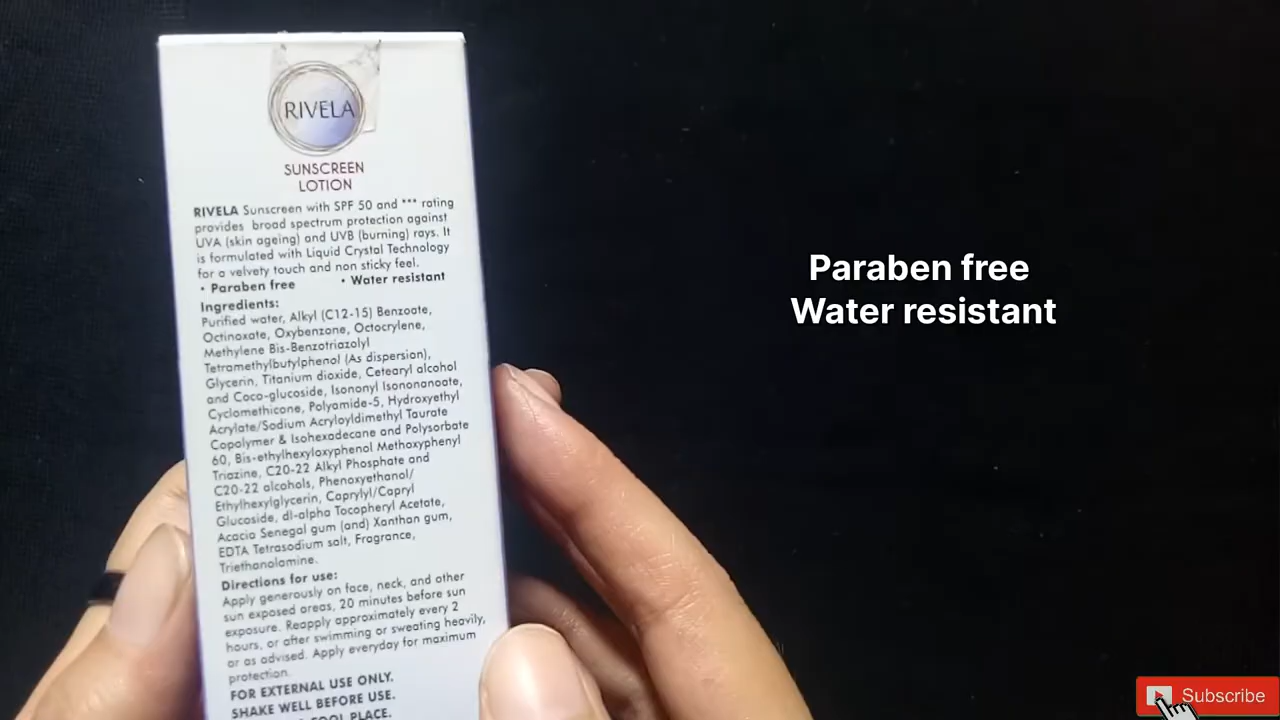 RIVELA
SUNSCREEN
LOTION
RIVELA Sunscreen with SPF 50 and *** rating
provides broad spectrum protection against
UVA (skin ageing) and UVB (burning) rays. It
is formulated with Liquid Crystal Technology
for a velvety touch and non sticky feel.
• Paraben free • Water resistant
Ingredients:
Purified water, Alkyl (C12-15) Benzoate,
Octinoxate, Oxybenzone, Octocrylene,
Methylene Bis-Benzotriazolyl
Tetramethylbutylphenol (As dispersion),
Glycerin, Titanium dioxide, Cetearyl alcohol
and Coco-glucoside, Isononyl Isononanoate,
Cyclomethicone, Polyamide-5, Hydroxyethyl
Acrylate/Sodium Acryloyldimethyl Taurate
Copolymer & Isohexadecane and Polysorbate
60, Bis-ethylhexyloxyphenol Methoxyphenyl
Triazine, C20-22 Alkyl Phosphate and
C20-22 alcohols, Phenoxyethanol/
Ethylhexylglycerin, Caprylyl/Capryl
Glucoside, dl-alpha Tocopheryl Acetate,
Acacia Senegal gum (and) Xanthan gum,
EDTA Tetrasodium salt, Fragrance,
Triethanolamine.
Directions for use:
Apply generously on face, neck, and other
sun exposed areas, 20 minutes before sun
exposure. Reapply approximately every 2
hours, or after swimming or sweating heavily,
or as advised. Apply everyday for maximum
protection.
FOR EXTERNAL USE ONLY.
SHAKE WELL BEFORE USE.
COOL PLACE.
Paraben free
Water resistant
Subscribe